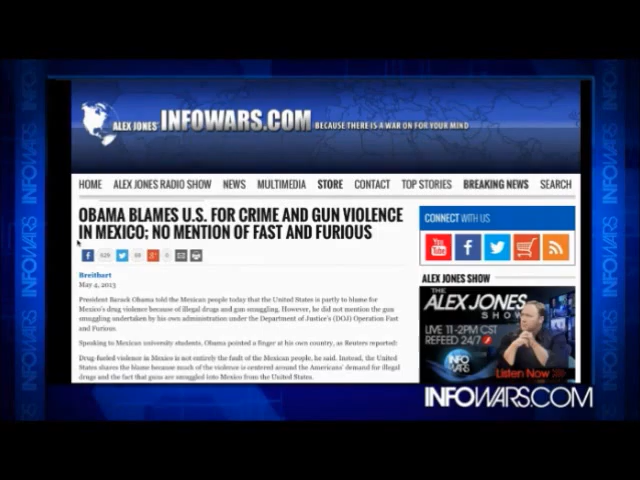 ALEX JONES' INFOWARS.COM BECAUSE THERE IS A WAR ON FOR YOUR MIND
HOME ALEX JONES RADIO SHOW NEWS MULTIMEDIA STORE CONTACT TOP STORIES BREAKING NEWS SEARCH
OBAMA BLAMES U.S. FOR CRIME AND GUN VIOLENCE
IN MEXICO; NO MENTION OF FAST AND FURIOUS
Breitbart
May 4, 2013
President Barack Obama told the Mexican people today that the United States is partly to blame for
Mexico's drug violence because of illegal drugs and gun smuggling. However, he did not mention the gun
smuggling undertaken by his own administration under the Department of Justice's (DOJ) Operation Fast
and Furious.
Speaking to Mexican university students, Obama pointed a finger at his own country, as Reuters reported:
Drug-fueled violence in Mexico is not entirely the fault of the Mexican people, he said. Instead, the United
States shares the blame because much of the violence is centered around the Americans' demand for illegal
drugs and the fact that guns are smuggled into Mexico from the United States.
CONNECT WITH US
You Tube
ALEX JONES SHOW
THE
ALEX JONES
SHOW
LIVE 11-2PM CST
REFEED 24/7
INFO
WARS
Listen Now
INFOWARS.COM
INFOWARS
INFOWARS